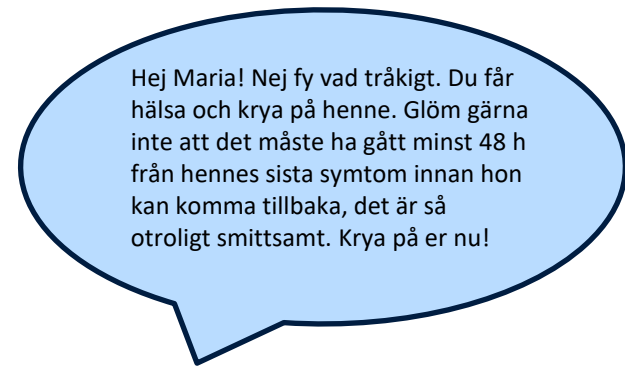 Hej Maria! Nej fy vad tråkigt. Du får
hälsa och krya på henne. Glöm gärna
inte att det måste ha gått minst 48 h
från hennes sista symtom innan hon
kan komma tillbaka, det är så
otroligt smittsamt. Krya på er nu!